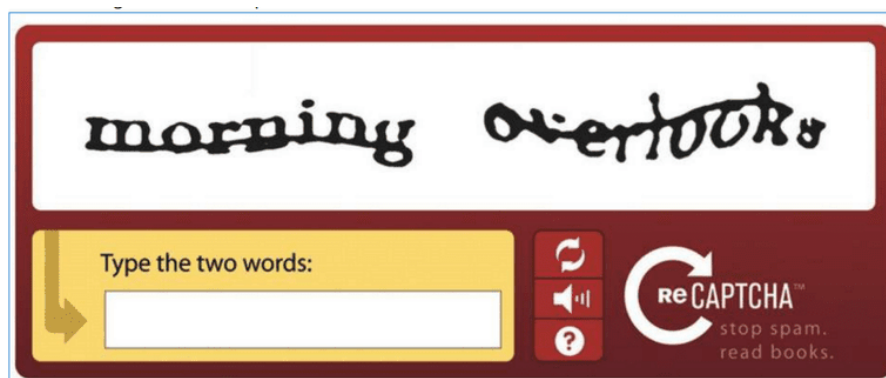 morning overlooks
Type the two words:
reCAPTCHA™
stop spam.
read books.